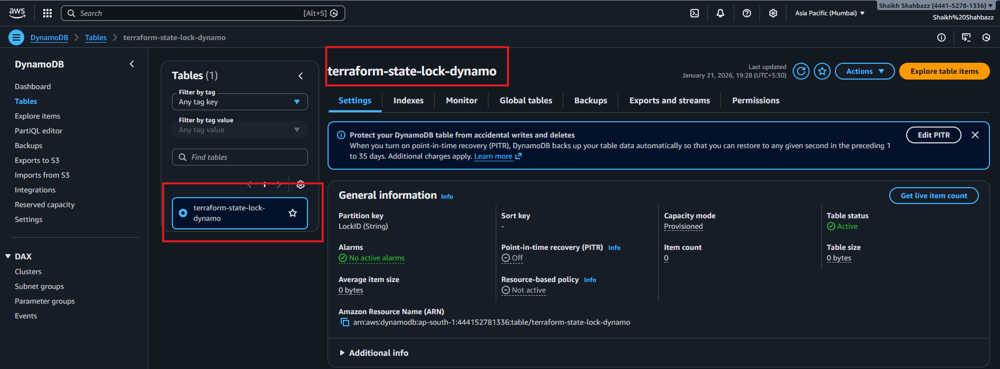 aws
Search
[Alt+S]
Asia Pacific (Mumbai)
Shaikh Shahbazz (4441-5278-1336)
Shaikh%20Shahbazz
DynamoDB
Tables
terraform-state-lock-dynamo
DynamoDB
Dashboard
Tables
Explore items
PartiQL editor
Backups
Exports to S3
Imports from S3
Integrations
Reserved capacity
Settings
DAX
Clusters
Subnet groups
Parameter groups
Events
Tables (1)
Filter by tag
Any tag key
Filter by tag value
Any tag value
Find tables
1
terraform-state-lock-
dynamo
terraform-state-lock-dynamo
Last updated
January 21, 2026, 19:28 (UTC+5:30)
Actions
Explore table items
Settings
Indexes
Monitor
Global tables
Backups
Exports and streams
Permissions
Protect your DynamoDB table from accidental writes and deletes
When you turn on point-in-time recovery (PITR), DynamoDB backs up your table data automatically so that you can restore to any given second in the preceding 1
to 35 days. Additional charges apply. Learn more
Edit PITR
General information Info
Get live item count
Partition key
LockID (String)
Sort key
-
Capacity mode
Provisioned
Table status
Active
Alarms
No active alarms
Point-in-time recovery (PITR) Info
Off
Item count
0
Table size
0 bytes
Average item size
0 bytes
Resource-based policy Info
Not active
Amazon Resource Name (ARN)
arn:aws:dynamodb:ap-south-1:444152781336:table/terraform-state-lock-dynamo
Additional info